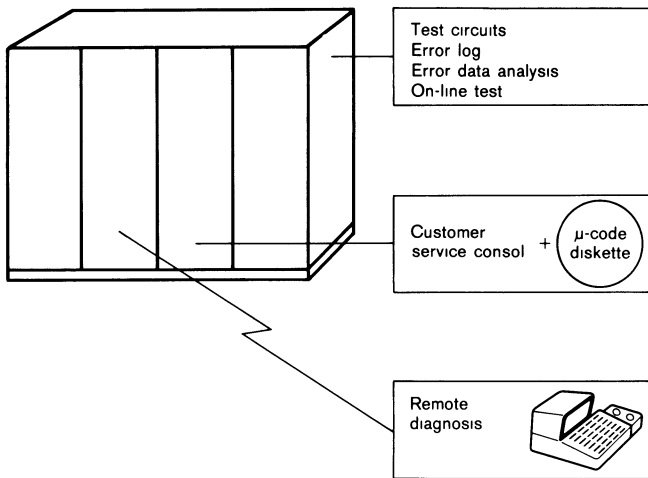 Test circuits
Error log
Error data analysis
On-line test
Customer
service consol +
μ-code
diskette
Remote
diagnosis